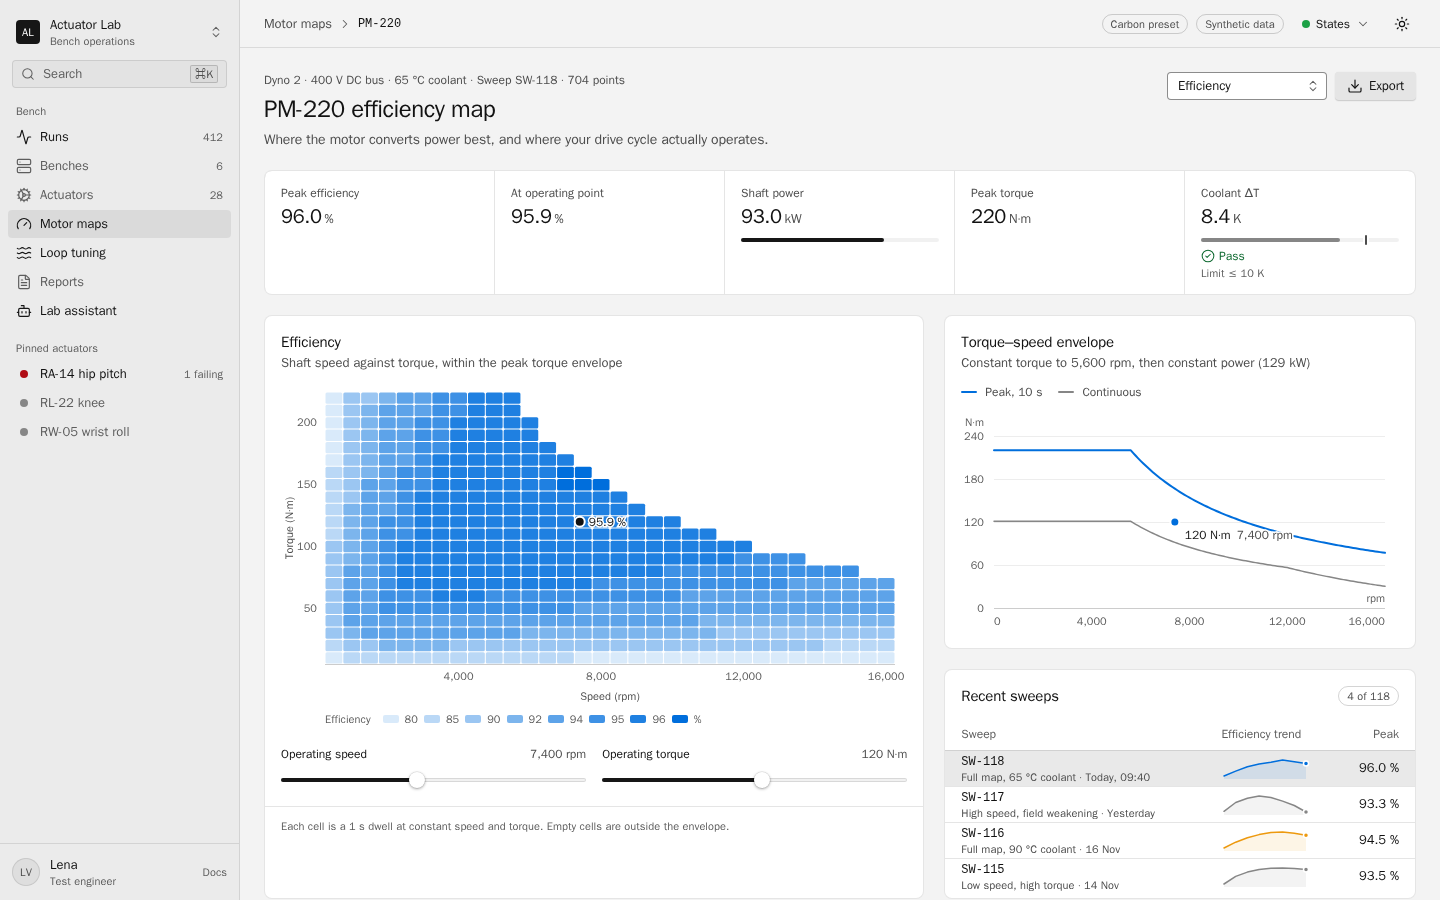 AL
Actuator Lab
Bench operations
Search
⌘K
Bench
Runs 412
Benches 6
Actuators 28
Motor maps
Loop tuning
Reports
Lab assistant
Pinned actuators
RA-14 hip pitch 1 failing
RL-22 knee
RW-05 wrist roll
LV
Lena
Test engineer
Docs
Motor maps > PM-220
Carbon preset
Synthetic data
States
Dyno 2 · 400 V DC bus · 65 °C coolant · Sweep SW-118 · 704 points
PM-220 efficiency map
Where the motor converts power best, and where your drive cycle actually operates.
Efficiency
Export
Peak efficiency
96.0 %
At operating point
95.9 %
Shaft power
93.0 kW
Peak torque
220 N·m
Coolant ΔT
8.4 K
Pass
Limit ≤ 10 K
Efficiency
Shaft speed against torque, within the peak torque envelope
Torque (N·m)
200
150
100
50
95.9 %
4,000 8,000 12,000 16,000
Speed (rpm)
Efficiency 80 85 90 92 94 95 96 %
Operating speed 7,400 rpm
Operating torque 120 N·m
Each cell is a 1 s dwell at constant speed and torque. Empty cells are outside the envelope.
Torque–speed envelope
Constant torque to 5,600 rpm, then constant power (129 kW)
Peak, 10 s Continuous
N·m
240
180
120
60
0
120 N·m 7,400 rpm
rpm
0 4,000 8,000 12,000 16,000
Recent sweeps
4 of 118
Sweep Efficiency trend Peak
SW-118
Full map, 65 °C coolant · Today, 09:40
96.0 %
SW-117
High speed, field weakening · Yesterday
93.3 %
SW-116
Full map, 90 °C coolant · 16 Nov
94.5 %
SW-115
Low speed, high torque · 14 Nov
93.5 %